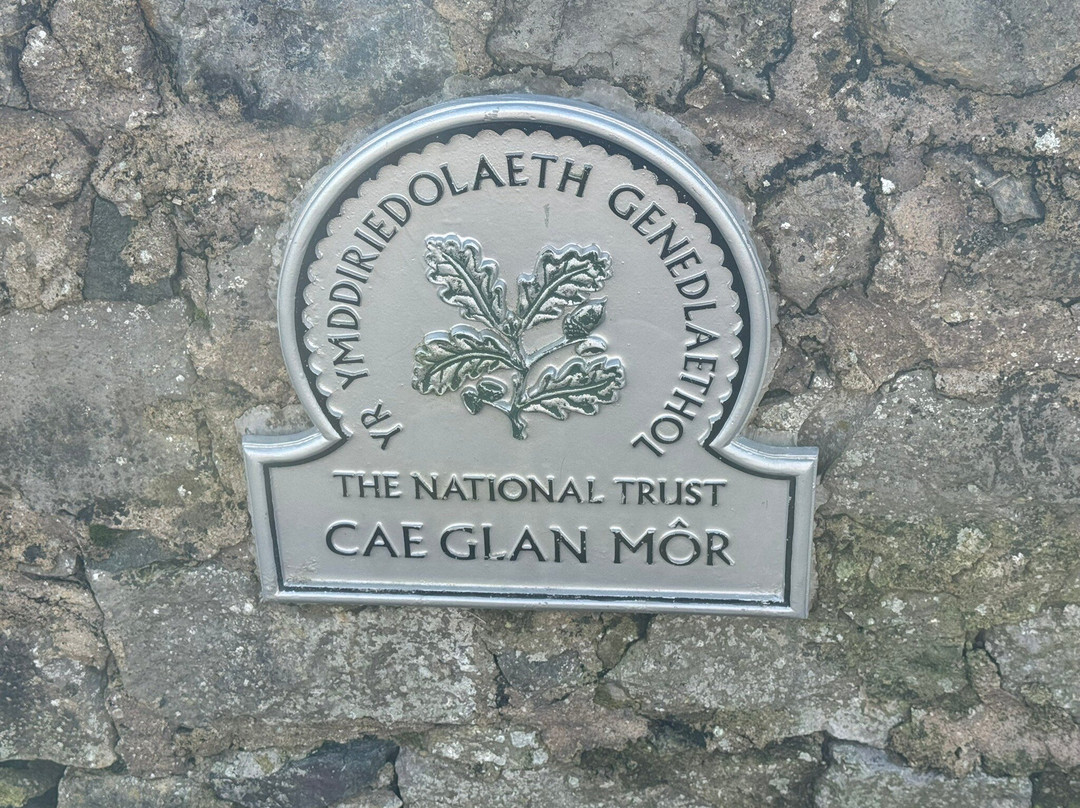 YR YMDDIRIEDOLAETH GENEDLAETHOL
THE NATIONAL TRUST
CAE GLAN MÔR